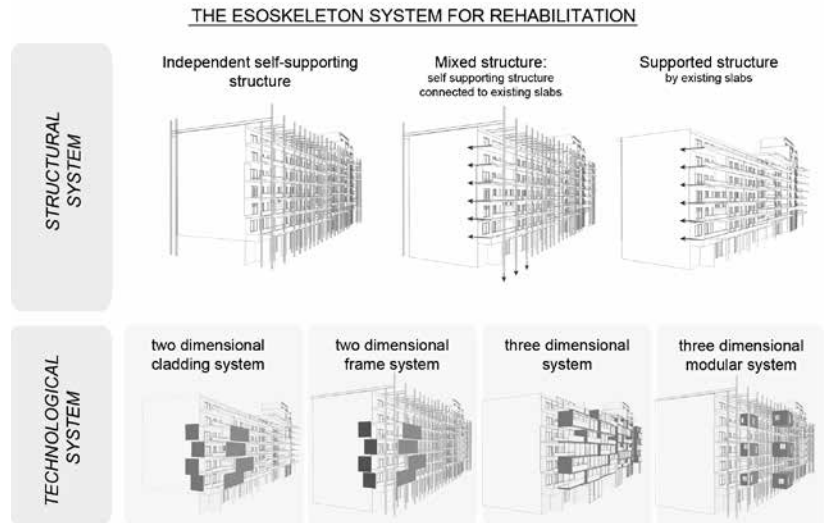 THE ESOSKELETON SYSTEM FOR REHABILITATION
Independent self-supporting
structure
Mixed structure:
self supporting structure
connected to existing slabs
Supported structure
by existing slabs
STRUCTURAL
SYSTEM
two dimensional
cladding system
two dimensional
frame system
three dimensional
system
three dimensional
modular system
TECHNOLOGICAL
SYSTEM